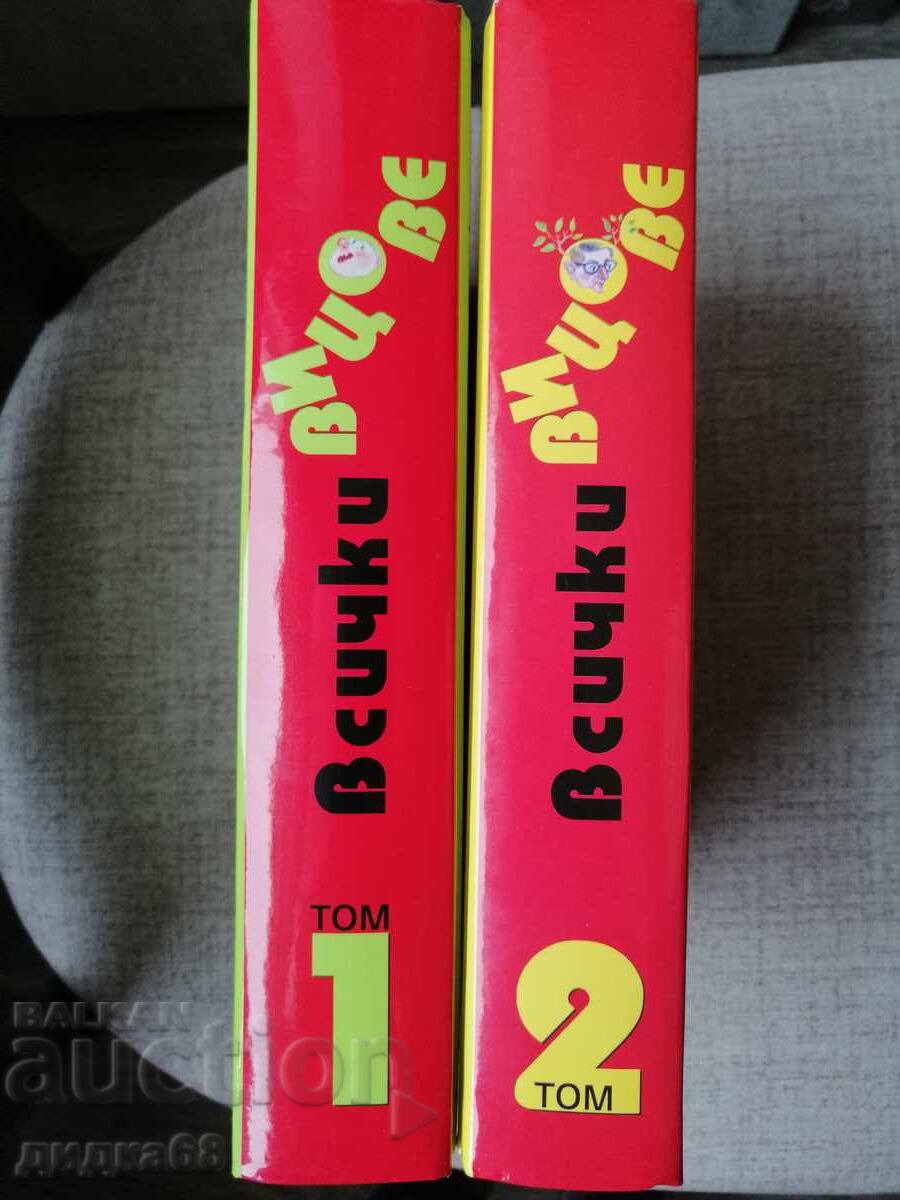 Всички вицове
ТОМ
1
Всички вицове
2
ТОМ
BALKAN
auction
дидка68